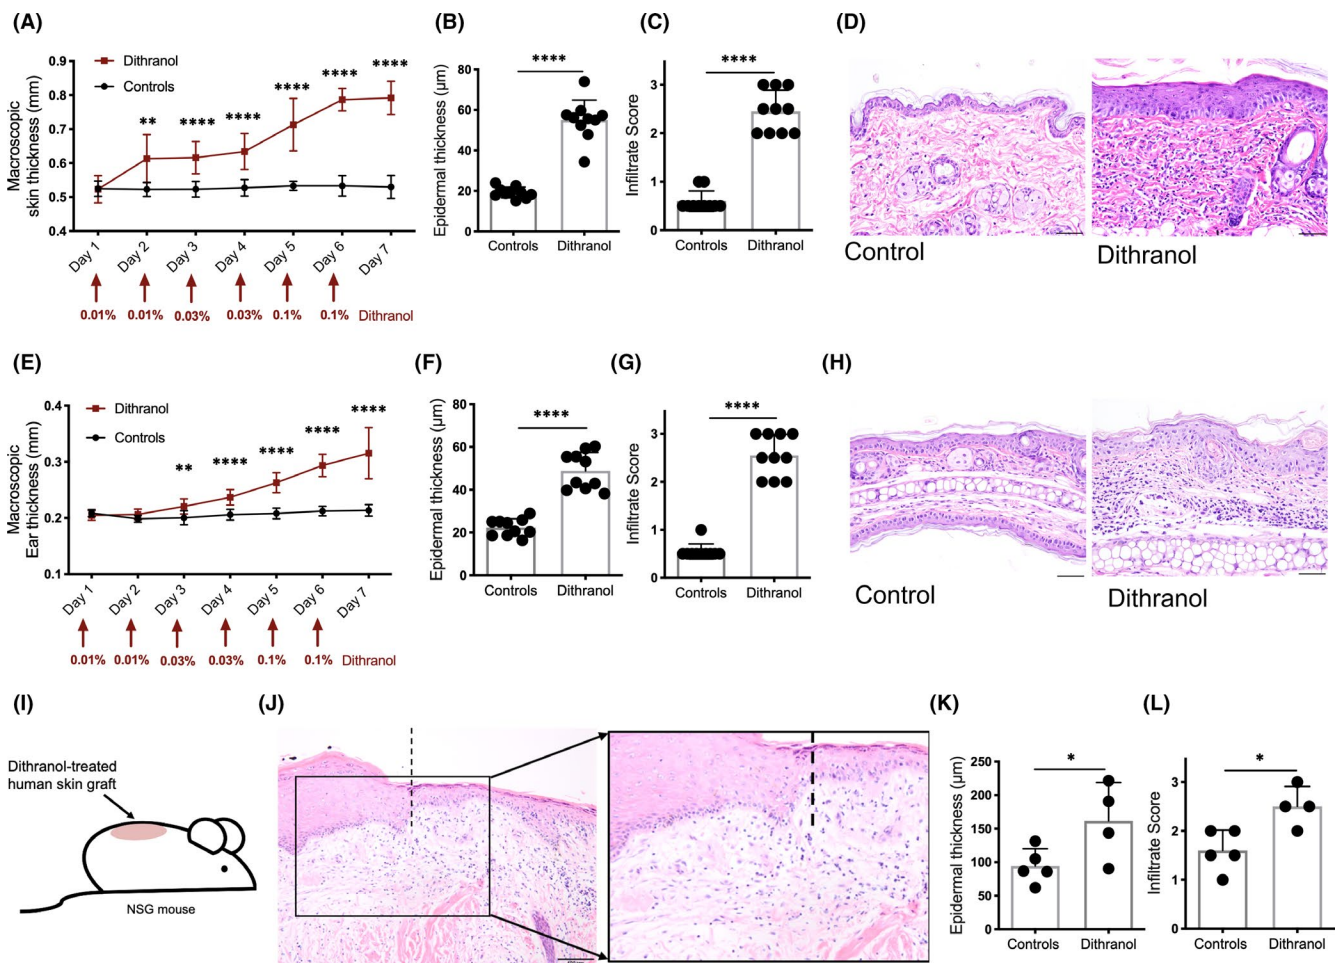 (A)
Dithranol
Controls
Macroscopic
skin thickness (mm)
0.9
0.8
0.7
0.6
0.5
0.4
** **** **** **** **** ****
Day 1 Day 2 Day 3 Day 4 Day 5 Day 6 Day 7
0.01% 0.01% 0.03% 0.03% 0.1% 0.1% Dithranol
(B)
****
Epidermal thickness (µm)
80
60
40
20
0
Controls Dithranol
(C)
****
Infiltrate Score
3
2
1
0
Controls Dithranol
(D)
Control
Dithranol
(E)
Dithranol
Controls
Macroscopic
Ear thickness (mm)
0.4
0.3
0.2
0.1
** **** **** **** ****
Day 1 Day 2 Day 3 Day 4 Day 5 Day 6 Day 7
0.01% 0.01% 0.03% 0.03% 0.1% 0.1% Dithranol
(F)
****
Epidermal thickness (µm)
80
60
40
20
0
Controls Dithranol
(G)
****
Infiltrate Score
3
2
1
0
Controls Dithranol
(H)
Control
Dithranol
(I)
Dithranol-treated
human skin graft
NSG mouse
(J)
(K)
*
Epidermal thickness (µm)
250
200
150
100
50
0
Controls Dithranol
(L)
*
Infiltrate Score
3
2
1
0
Controls Dithranol